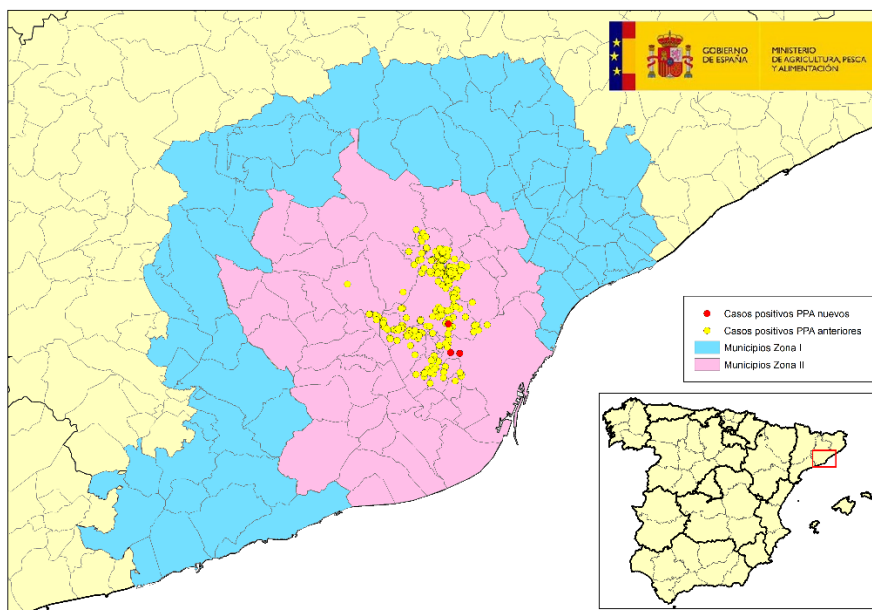 GOBIERNO
DE ESPAÑA
MINISTERIO
DE AGRICULTURA, PESCA
Y ALIMENTACIÓN
Casos positivos PPA nuevos
Casos positivos PPA anteriores
Municipios Zona I
Municipios Zona II